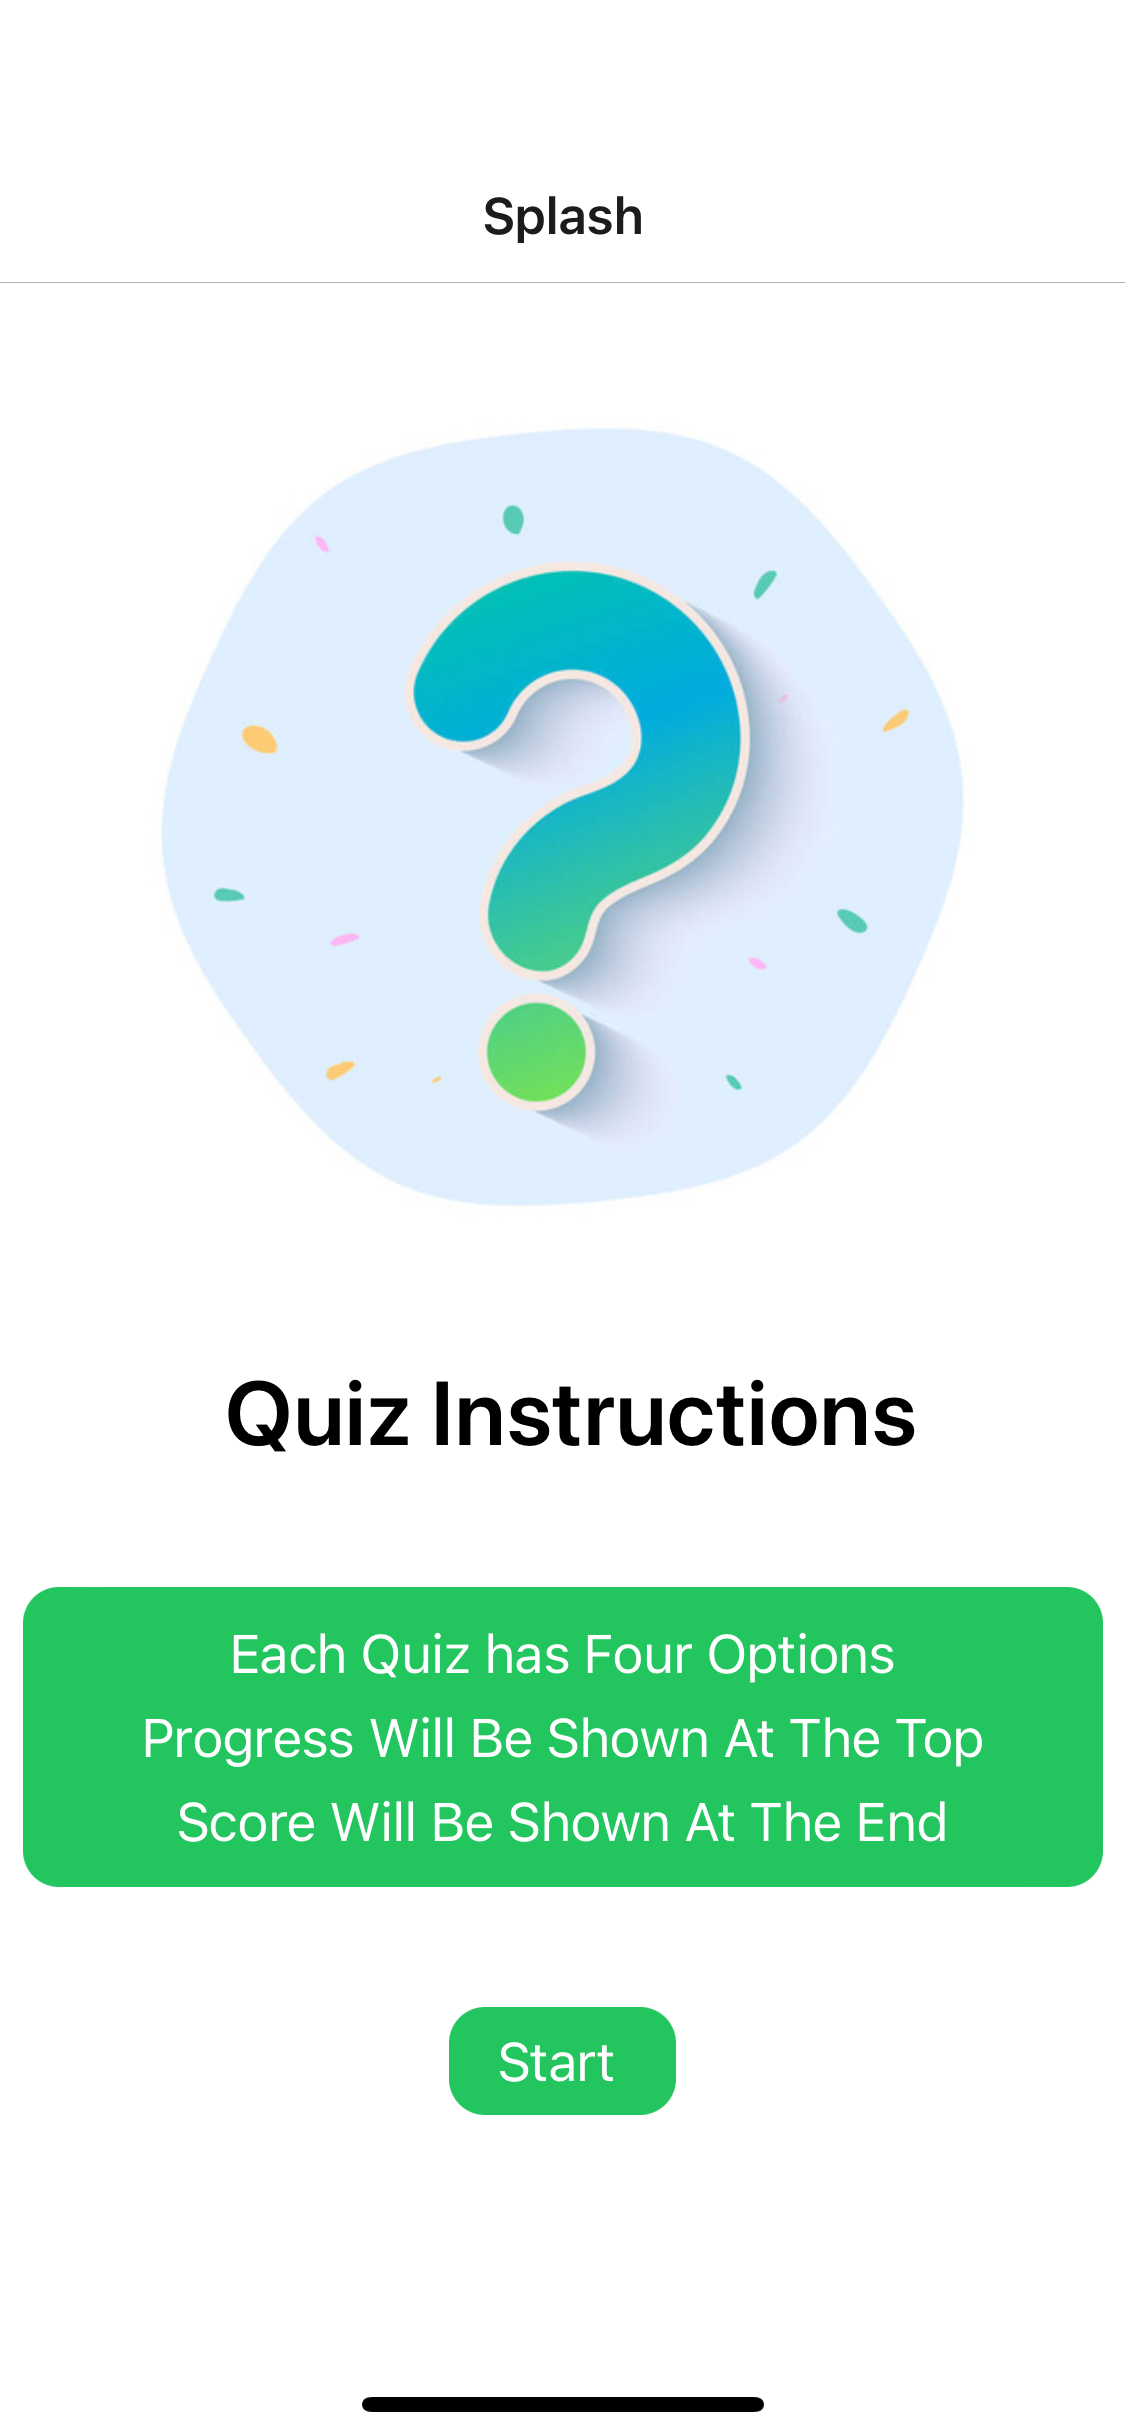 Splash
Quiz Instructions
Each Quiz has Four Options
Progress Will Be Shown At The Top
Score Will Be Shown At The End
Start